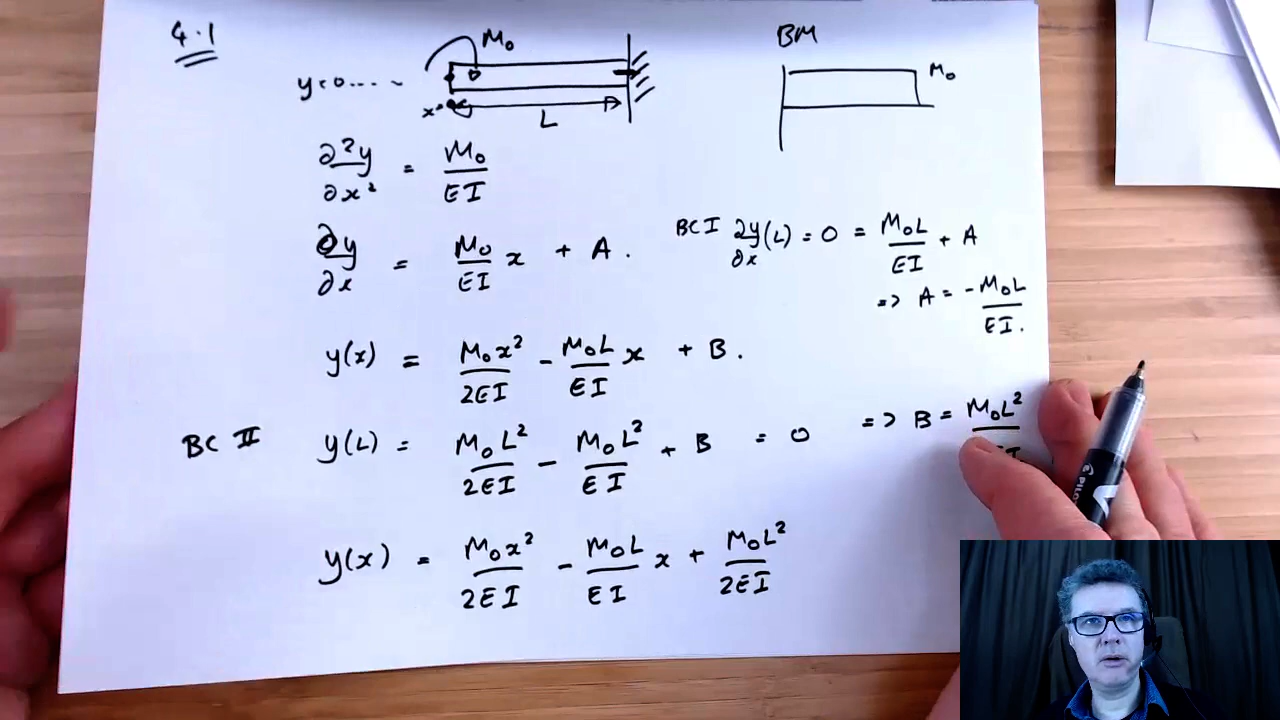 4.1
M₀
BM
y=0....
M₀
x=
L
∂²y/∂x² = M₀/EI
∂y/∂x = M₀/EI x + A.
BC I ∂y/∂x(L) = 0 = M₀L/EI + A
=> A = -M₀L/EI.
y(x) = M₀x²/2EI - M₀L/EI x + B.
BC II y(L) = M₀L²/2EI - M₀L²/EI + B = 0 => B = M₀L²
y(x) = M₀x²/2EI - M₀L/EI x + M₀L²/2EI
PILOT